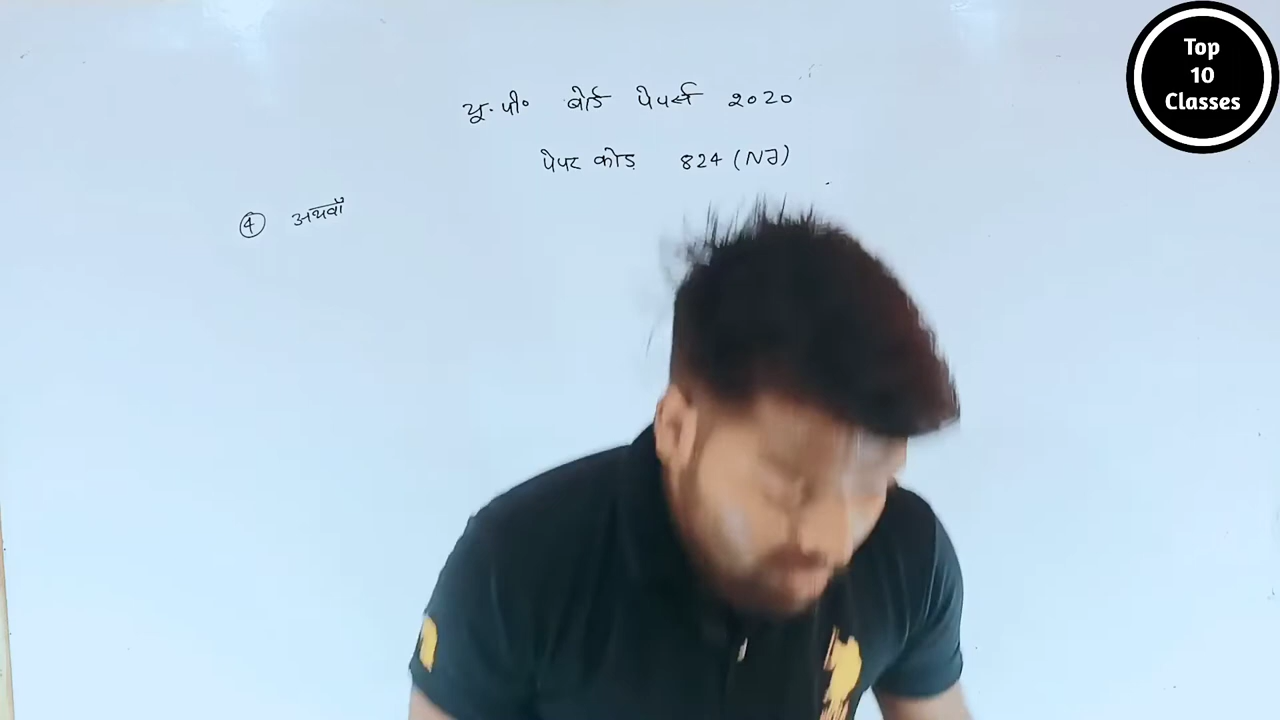 यू. पी० बोर्ड पेपर्स 2020
पेपर कोड 824 (NJ)
④ अथवाँ
Top
10
Classes